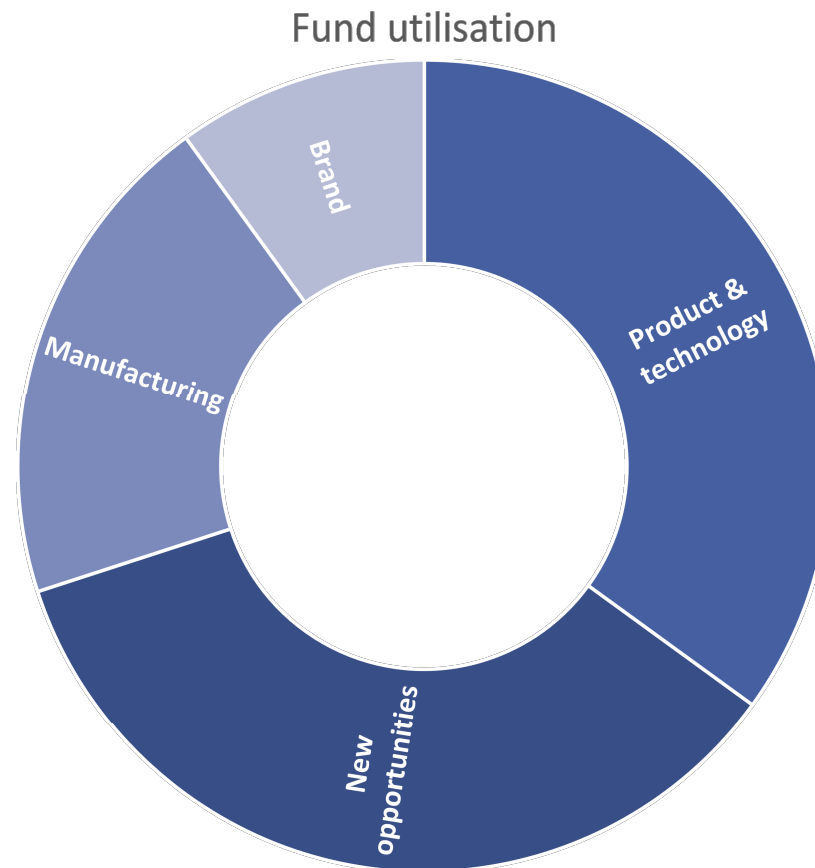 Fund utilisation
Brand
Product &
technology
Manufacturing
New
opportunities